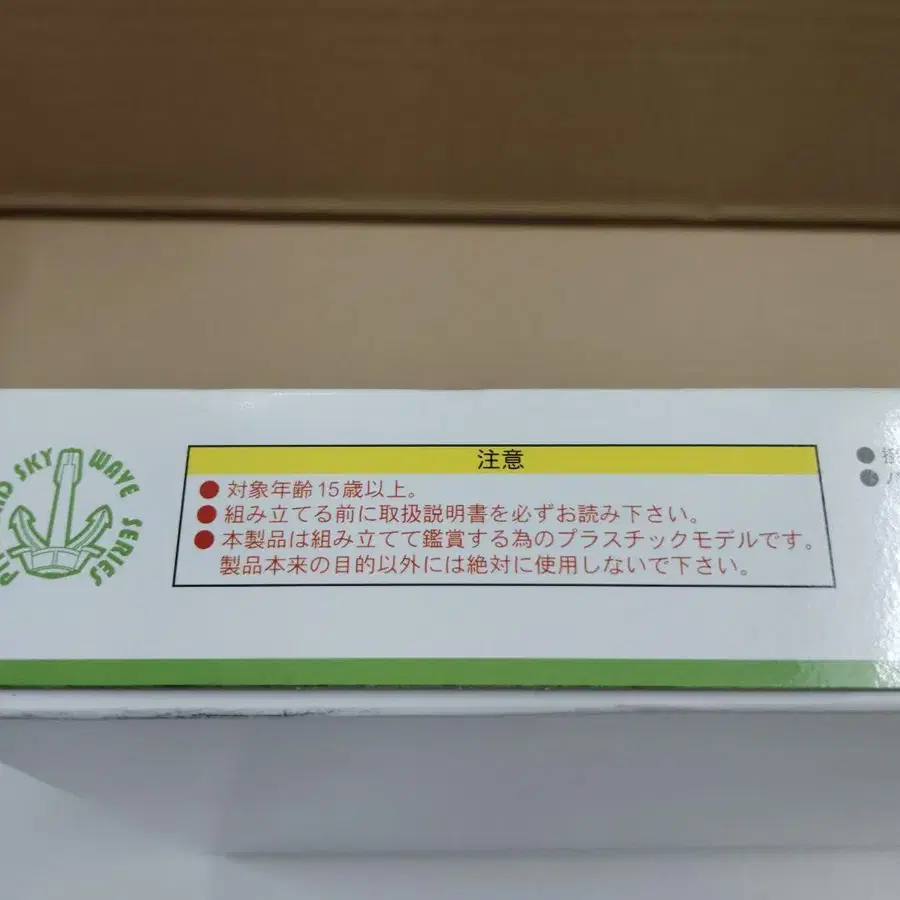 SKY WAVE SERIES
注意
● 対象年齢15歳以上。
● 組み立てる前に取扱説明書を必ずお読み下さい。
● 本製品は組み立てて鑑賞する為のプラスチックモデルです。
製品本来の目的以外には絶対に使用しないで下さい。